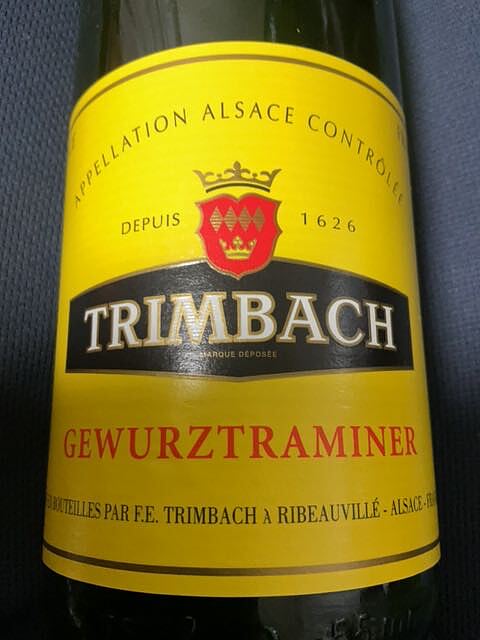 APPELLATION ALSACE CONTRÔLÉE
DEPUIS 1626
TRIMBACH
MARQUE DÉPOSÉE
GEWURZTRAMINER
BOUTEILLES PAR F.E. TRIMBACH À RIBEAUVILLÉ - ALSACE -